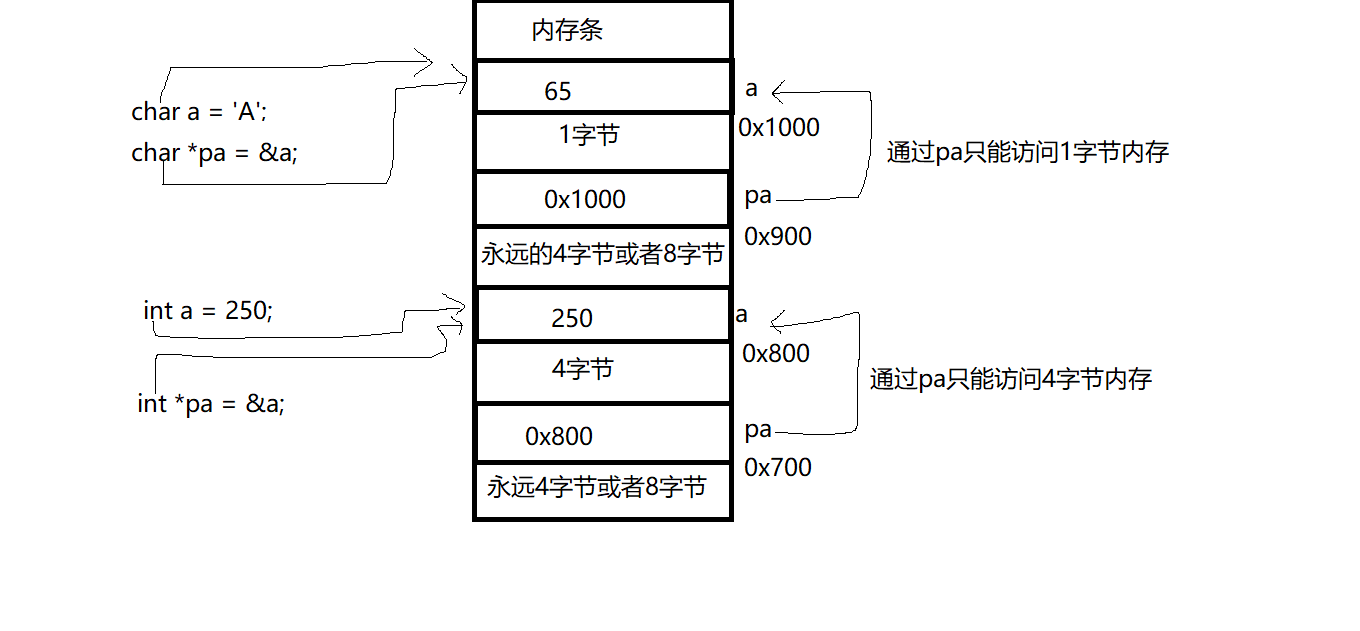 内存条
65
a
char a = 'A';
0x1000
1字节
char *pa = &a;
通过pa只能访问1字节内存
0x1000
pa
0x900
永远的4字节或者8字节
int a = 250;
250
a
0x800
4字节
通过pa只能访问4字节内存
int *pa = &a;
0x800
pa
0x700
永远4字节或者8字节